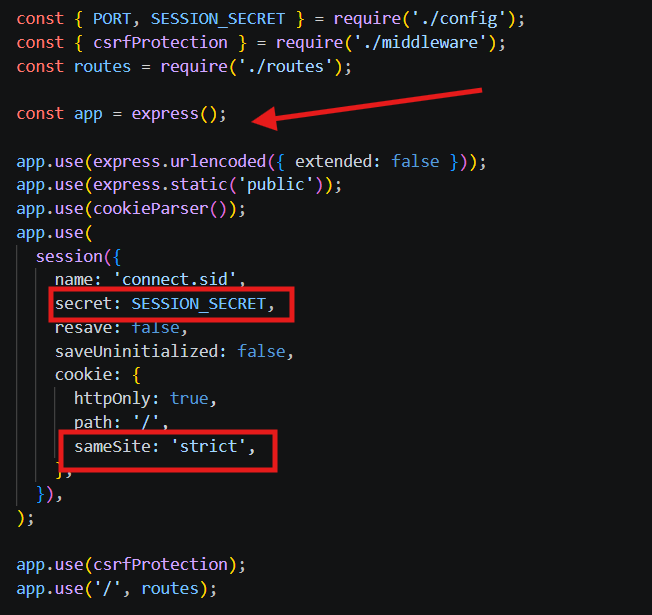 const { PORT, SESSION_SECRET } = require('./config');
const { csrfProtection } = require('./middleware');
const routes = require('./routes');
const app = express();
app.use(express.urlencoded({ extended: false }));
app.use(express.static('public'));
app.use(cookieParser());
app.use(
  session({
    name: 'connect.sid',
    secret: SESSION_SECRET,
    resave: false,
    saveUninitialized: false,
    cookie: {
      httpOnly: true,
      path: '/',
      sameSite: 'strict',
    },
  }),
);
app.use(csrfProtection);
app.use('/', routes);